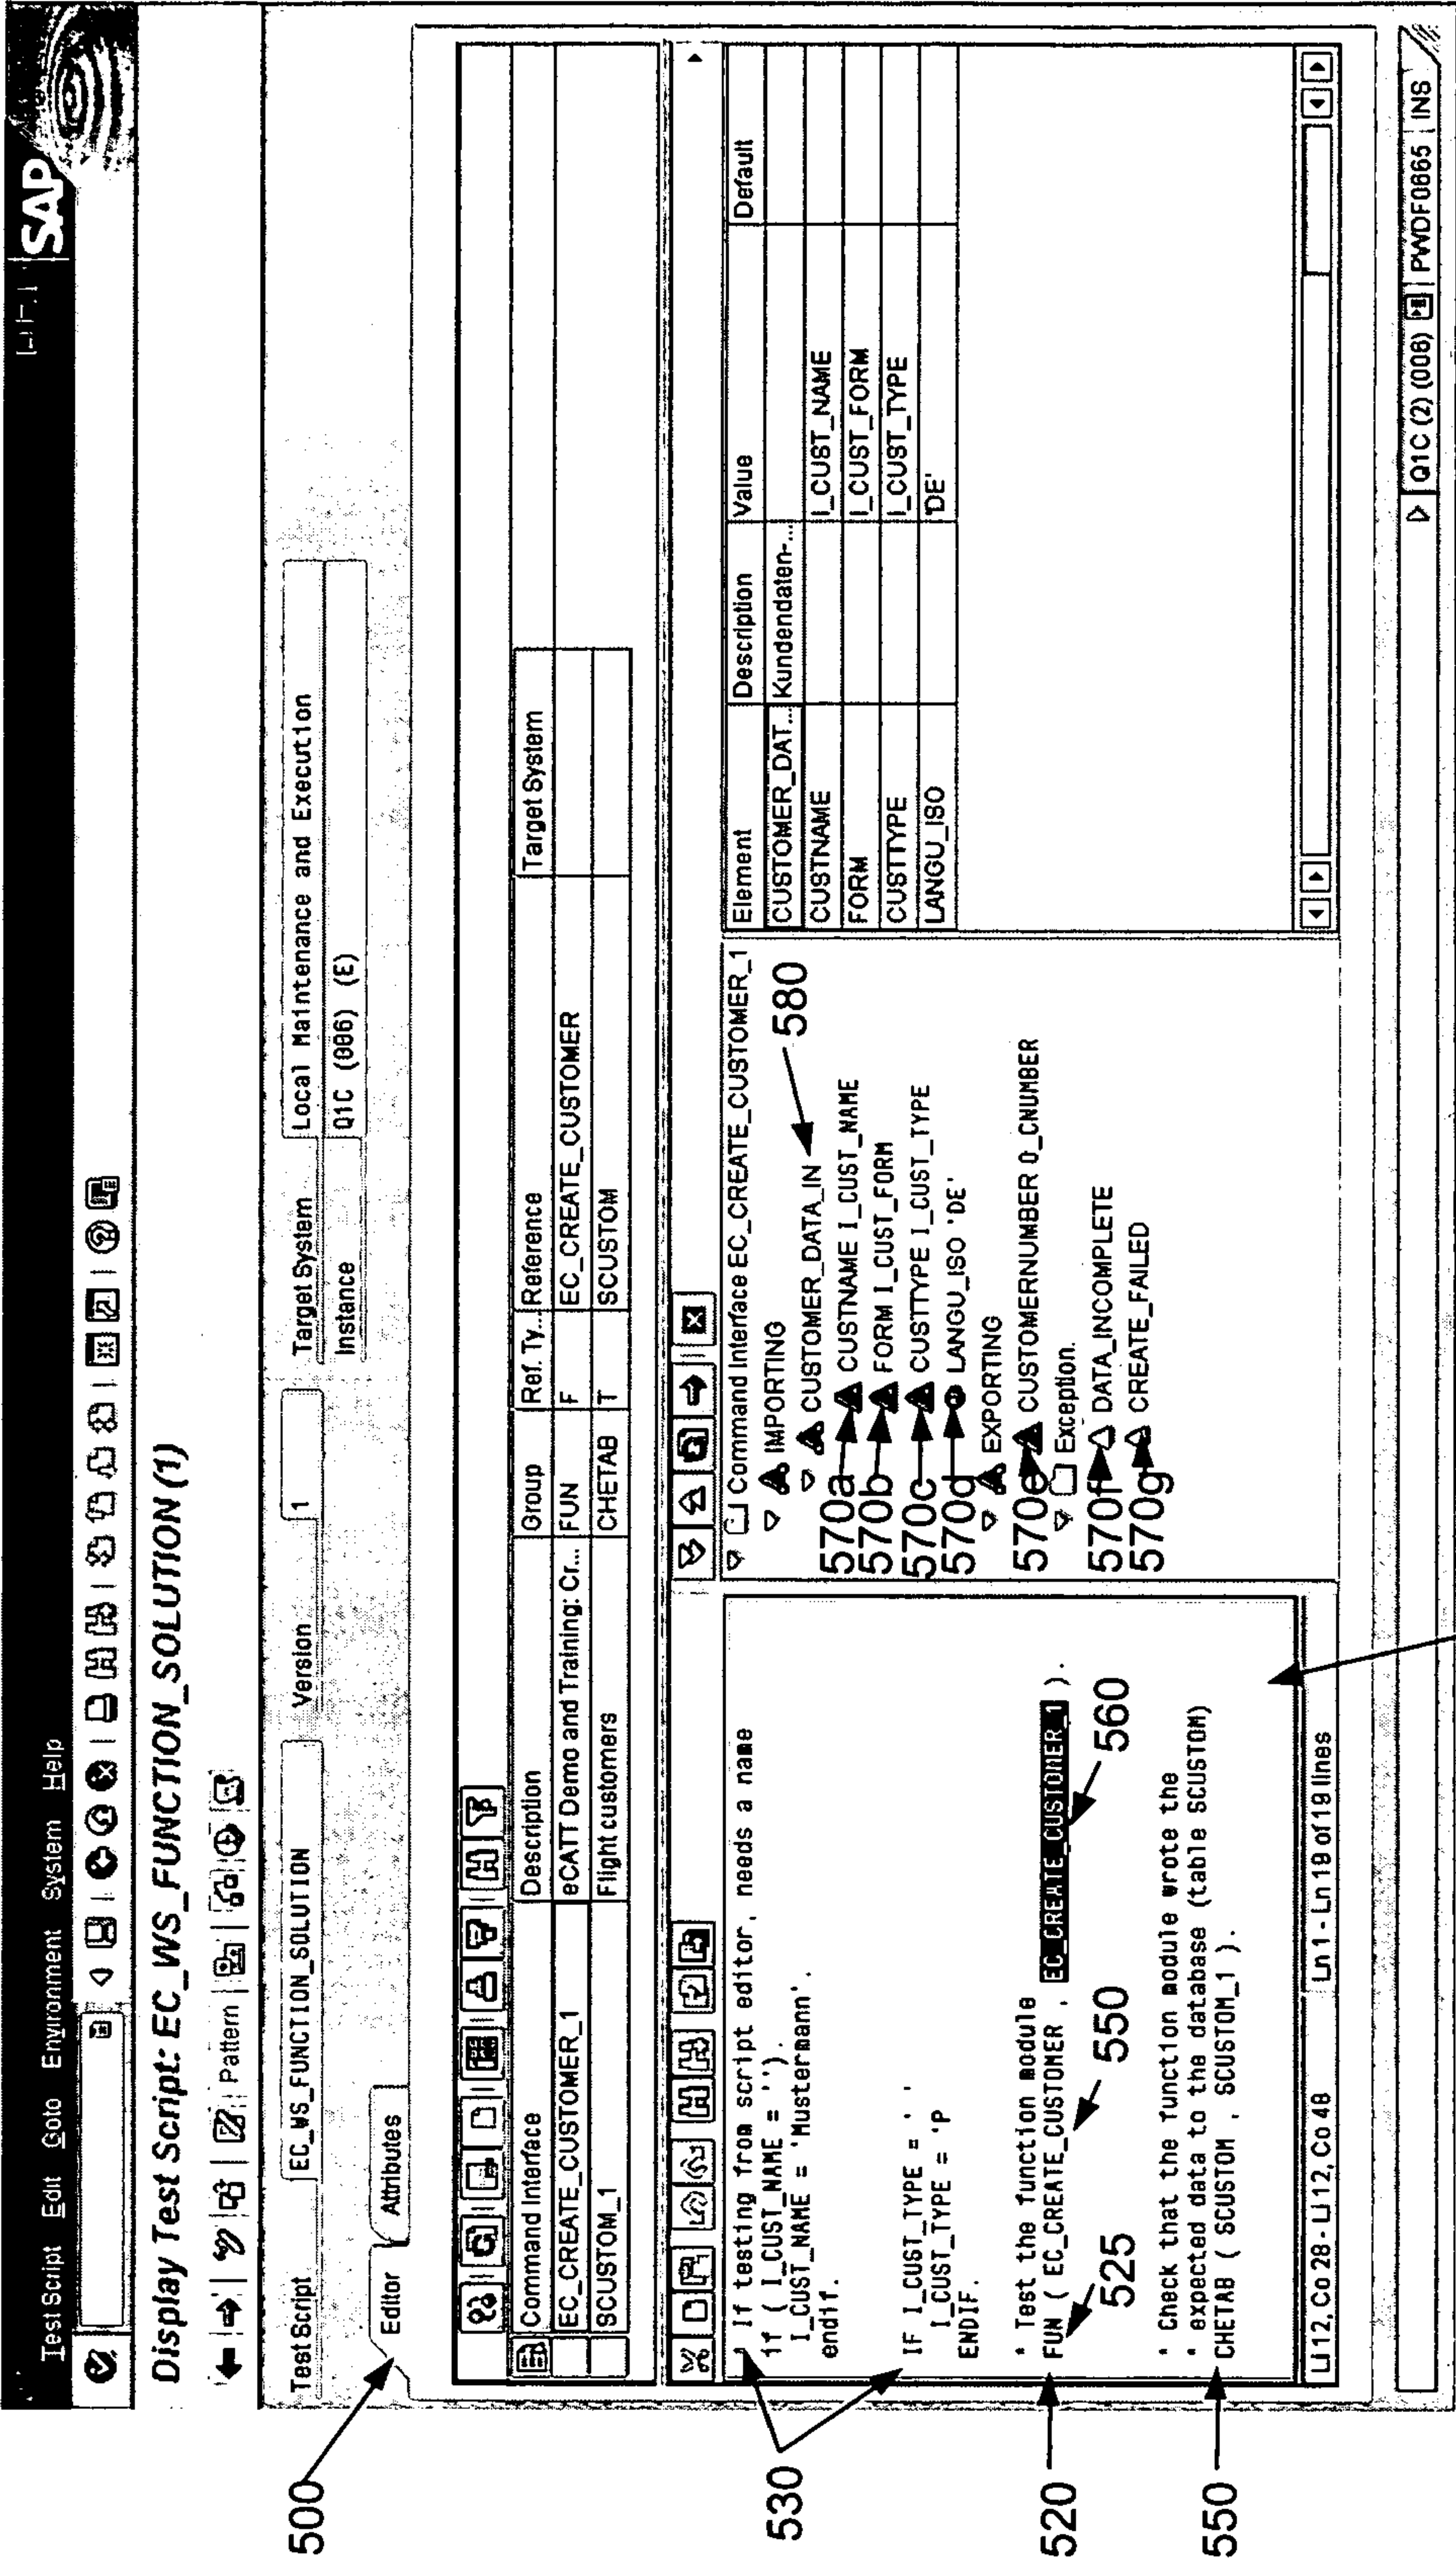 Test Script Edit Goto Environment System Help
SAP
Display Test Script: EC_WS_FUNCTION_SOLUTION (1)
Pattern
Test Script EC_WS_FUNCTION_SOLUTION Version 1 Target System Local Maintenance and Execution
Instance Q1C (006) (E)
500
Editor Attributes
Command Interface Description Group Ref. Ty... Reference Target System
EC_CREATE_CUSTOMER_1 eCATT Demo and Training: Cr... FUN F EC_CREATE_CUSTOMER
SCUSTOM_1 Flight customers CHETAB T SCUSTOM
530
* If testing from script editor, needs a name
if ( I_CUST_NAME = '').
I_CUST_NAME = 'Mustermann'.
endif.
IF I_CUST_TYPE = ' '
I_CUST_TYPE = 'P
ENDIF.
* Test the function module
520
FUN ( EC_CREATE_CUSTOMER , EC_CREATE_CUSTOMER_1 ).
525 550 560
* Check that the function module wrote the
* expected data to the database (table SCUSTOM)
550
CHETAB ( SCUSTOM , SCUSTOM_1 ).
Li 12, Co 28 - Li 12, Co 48 Ln 1 - Ln 19 of 19 lines
Command Interface EC_CREATE_CUSTOMER_1
IMPORTING
CUSTOMER_DATA_IN 580
570a CUSTNAME I_CUST_NAME
570b FORM I_CUST_FORM
570c CUSTTYPE I_CUST_TYPE
570d LANGU_ISO 'DE'
EXPORTING
570e CUSTOMERNUMBER O_CNUMBER
Exception
570f DATA_INCOMPLETE
570g CREATE_FAILED
Element Description Value Default
CUSTOMER_DAT... Kundendaten-...
CUSTNAME I_CUST_NAME
FORM I_CUST_FORM
CUSTTYPE I_CUST_TYPE
LANGU_ISO 'DE'
Q1C (2) (006) PWDF0665 INS